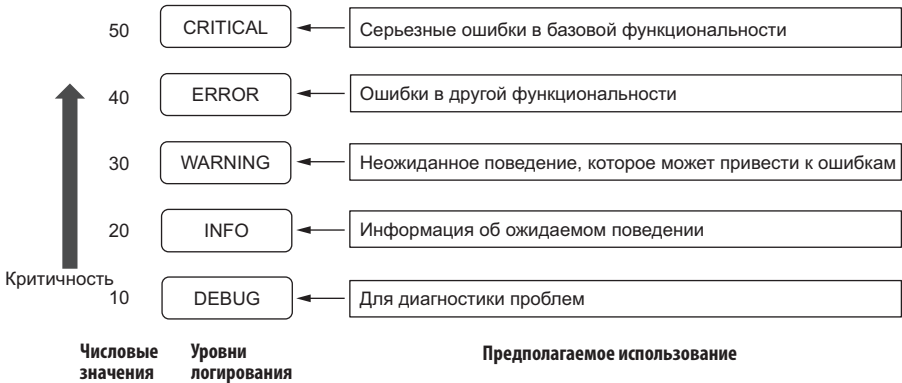 50 CRITICAL Серьезные ошибки в базовой функциональности
40 ERROR Ошибки в другой функциональности
30 WARNING Неожиданное поведение, которое может привести к ошибкам
20 INFO Информация об ожидаемом поведении
Критичность
10 DEBUG Для диагностики проблем
Числовые значения
Уровни логирования
Предполагаемое использование